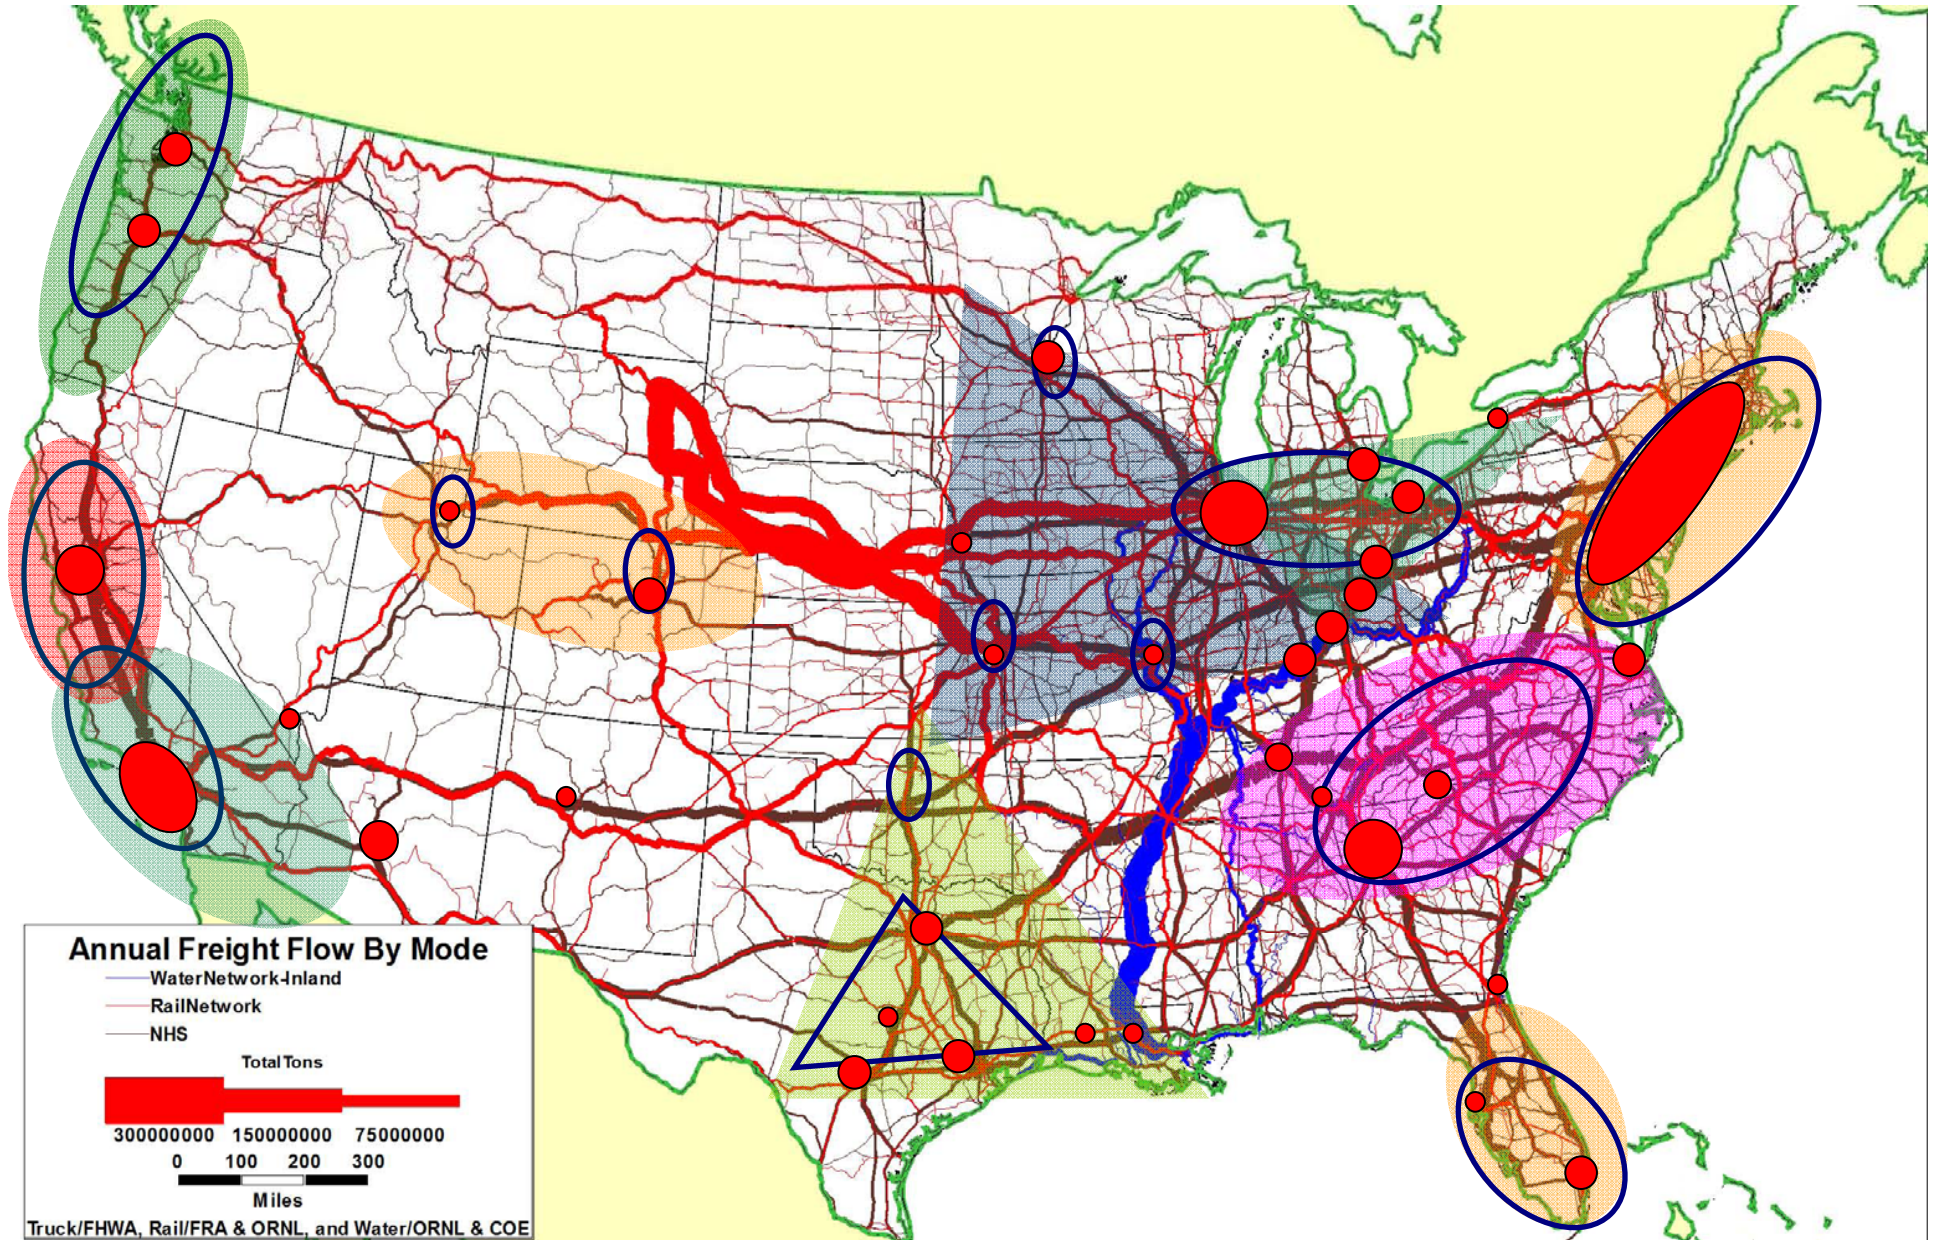 Annual Freight Flow By Mode
WaterNetwork-Inland
RailNetwork
NHS
Total Tons
300000000 150000000 75000000
0 100 200 300
Miles
Truck/FHWA, Rail/FRA & ORNL, and Water/ORNL & COE